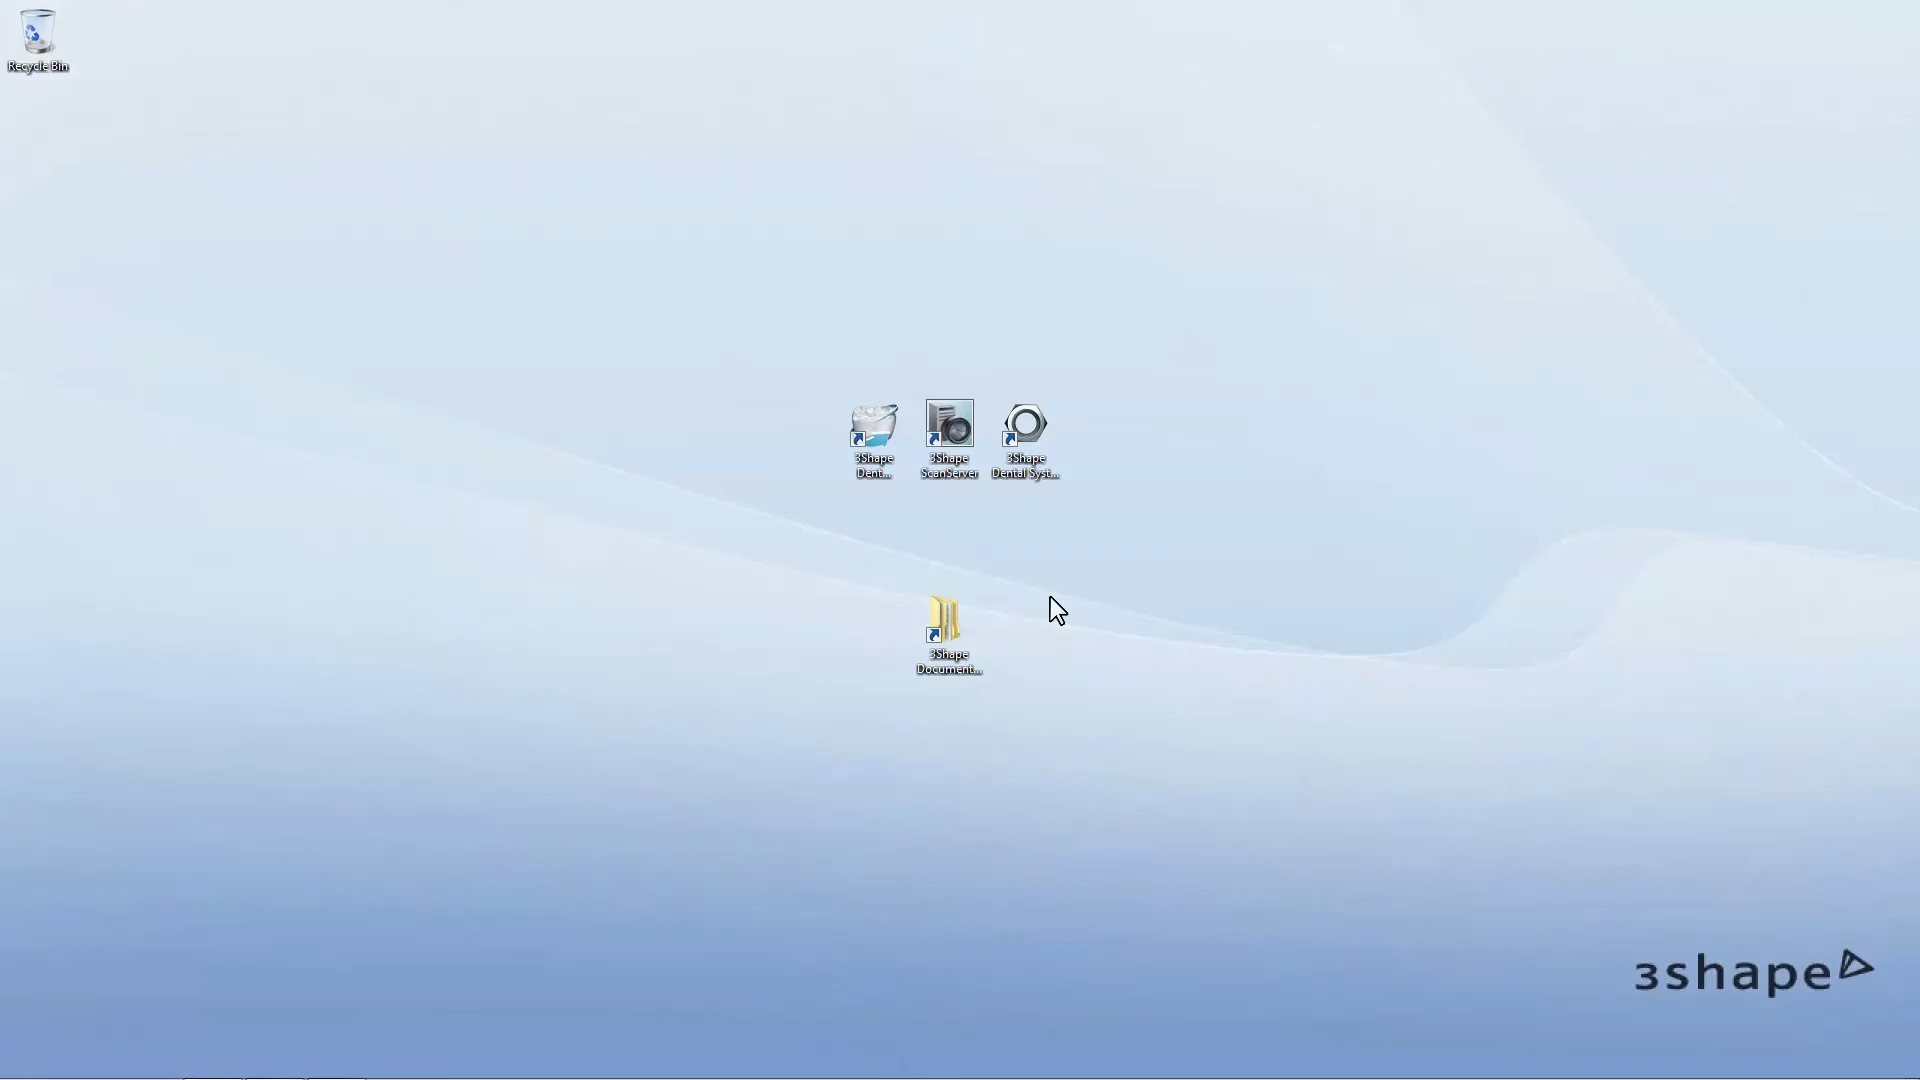 Recycle Bin
3Shape
Dent...
3Shape
ScanServer
3Shape
Dental Syst...
3Shape
Document...
3shape